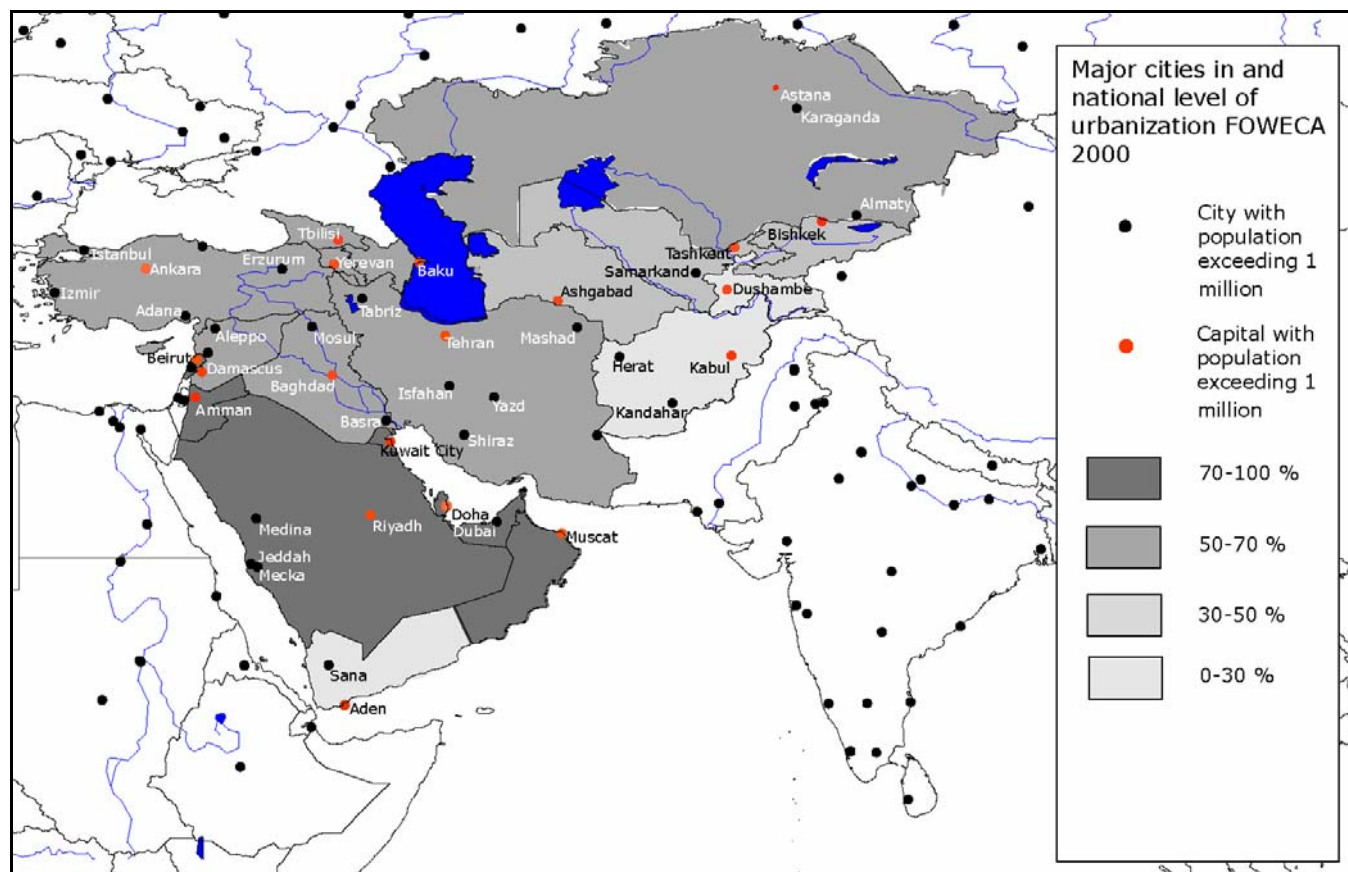 Major cities in and
national level of
urbanization FOWECA
2000
City with
population
exceeding 1
million
Capital with
population
exceeding 1
million
70-100 %
50-70 %
30-50 %
0-30 %
Astana
Karaganda
Almaty
Bishkek
Tbilisi
Tashkent
Istanbul
Ankara
Erzurum
Yerevan
Baku
Samarkand
Dushambe
Izmir
Ashgabad
Adana
Tabriz
Aleppo
Mosul
Tehran
Mashad
Beirut
Herat
Kabul
Damascus
Baghdad
Isfahan
Yazd
Kandahar
Amman
Basra
Shiraz
Kuwait City
Doha
Medina
Riyadh
Dubai
Muscat
Jeddah
Mecka
Sana
Aden